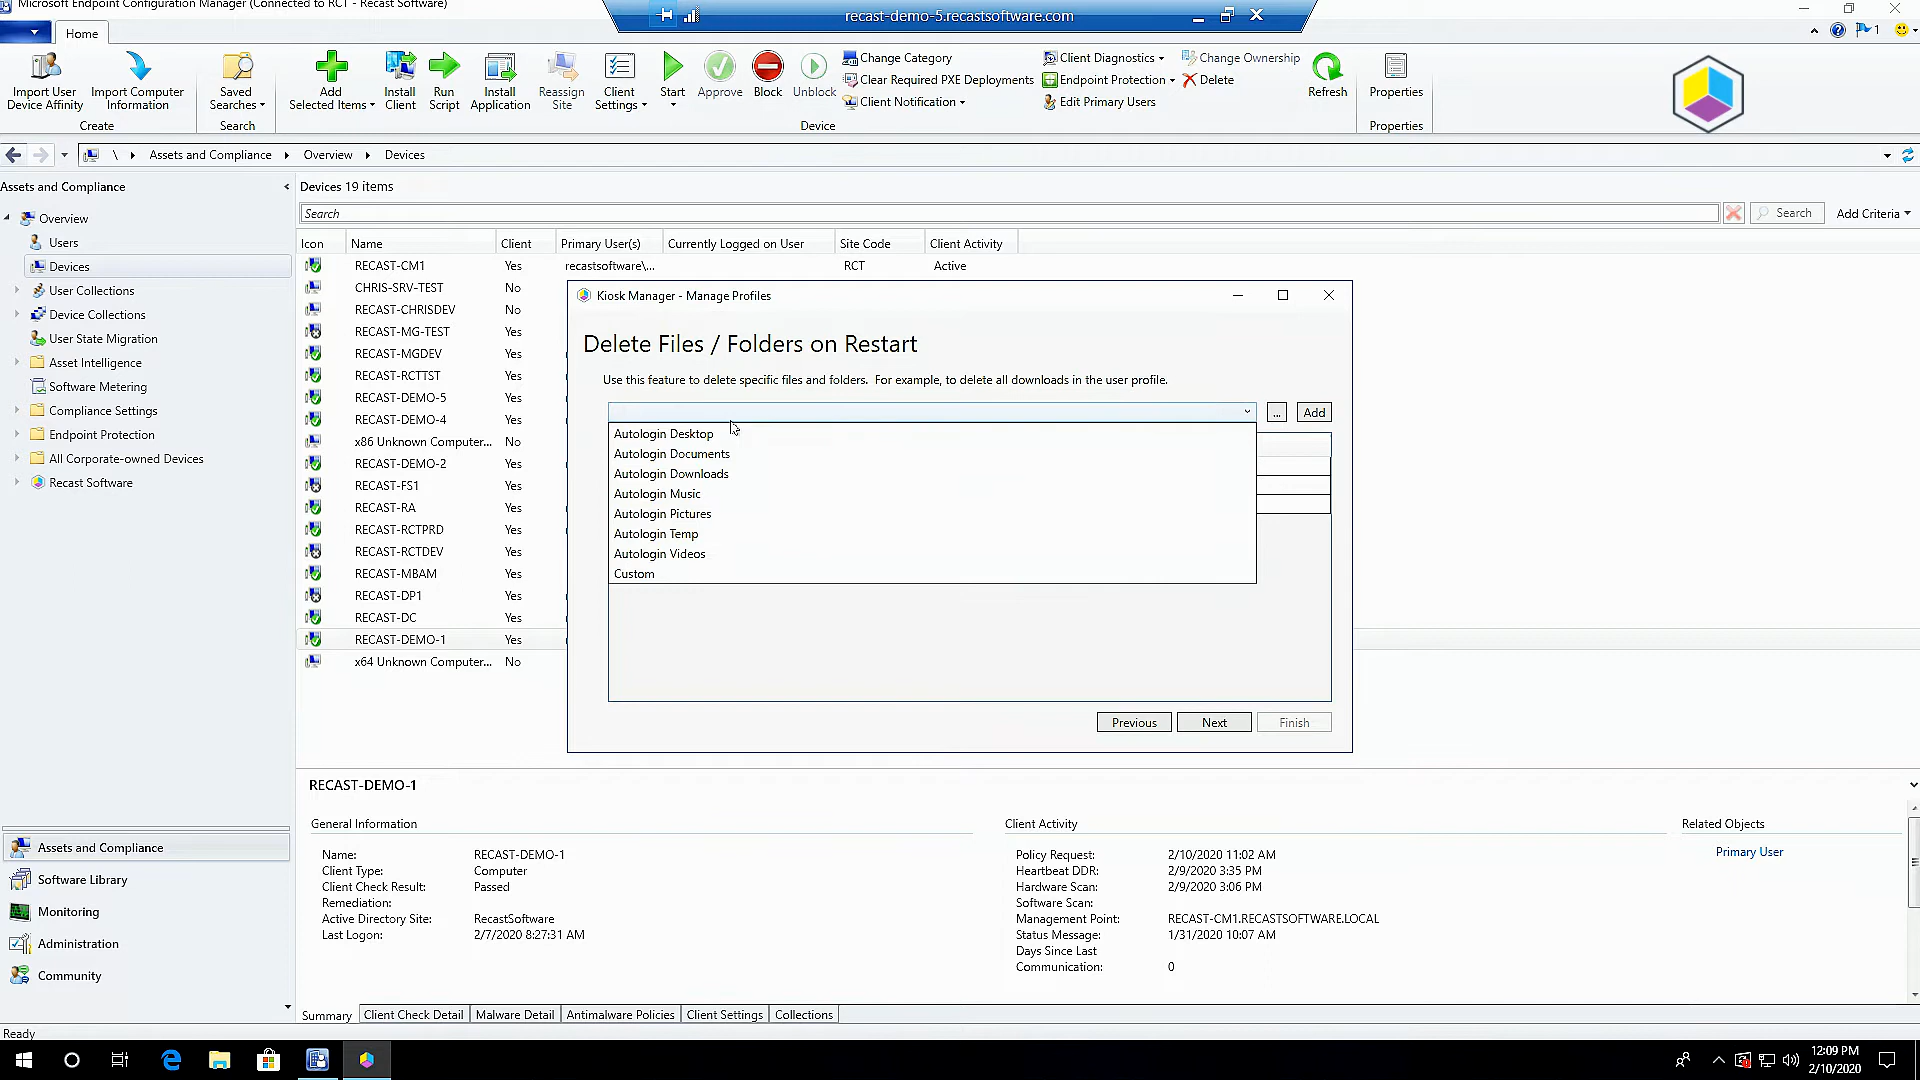 Microsoft Endpoint Configuration Manager (Connected to RCT - Recast Software)
recast-demo-5.recastsoftware.com
Home
1
Import User
Device Affinity
Import Computer
Information
Create
Saved
Searches
Search
Add
Selected Items
Install
Client
Run
Script
Install
Application
Reassign
Site
Client
Settings
Start
Approve
Block
Unblock
Change Category
Clear Required PXE Deployments
Client Notification
Client Diagnostics
Endpoint Protection
Edit Primary Users
Change Ownership
Delete
Device
Refresh
Properties
Properties
\ Assets and Compliance Overview Devices
Assets and Compliance
Overview
Users
Devices
User Collections
Device Collections
User State Migration
Asset Intelligence
Software Metering
Compliance Settings
Endpoint Protection
All Corporate-owned Devices
Recast Software
Assets and Compliance
Software Library
Monitoring
Administration
Community
Devices 19 items
Search
Search
Add Criteria
Icon Name Client Primary User(s) Currently Logged on User Site Code Client Activity
RECAST-CM1 Yes recastsoftware\... RCT Active
CHRIS-SRV-TEST No
RECAST-CHRISDEV No
RECAST-MG-TEST Yes
RECAST-MGDEV Yes
RECAST-RCTTST Yes
RECAST-DEMO-5 Yes
RECAST-DEMO-4 Yes
x86 Unknown Computer... No
RECAST-DEMO-2 Yes
RECAST-FS1 Yes
RECAST-RA Yes
RECAST-RCTPRD Yes
RECAST-RCTDEV Yes
RECAST-MBAM Yes
RECAST-DP1 Yes
RECAST-DC Yes
RECAST-DEMO-1 Yes
x64 Unknown Computer... No
Kiosk Manager - Manage Profiles
Delete Files / Folders on Restart
Use this feature to delete specific files and folders. For example, to delete all downloads in the user profile.
... Add
Autologin Desktop
Autologin Documents
Autologin Downloads
Autologin Music
Autologin Pictures
Autologin Temp
Autologin Videos
Custom
Previous Next Finish
RECAST-DEMO-1
General Information
Name: RECAST-DEMO-1
Client Type: Computer
Client Check Result: Passed
Remediation:
Active Directory Site: RecastSoftware
Last Logon: 2/7/2020 8:27:31 AM
Client Activity
Policy Request: 2/10/2020 11:02 AM
Heartbeat DDR: 2/9/2020 3:35 PM
Hardware Scan: 2/9/2020 3:06 PM
Software Scan:
Management Point: RECAST-CM1.RECASTSOFTWARE.LOCAL
Status Message: 1/31/2020 10:07 AM
Days Since Last
Communication: 0
Related Objects
Primary User
Summary Client Check Detail Malware Detail Antimalware Policies Client Settings Collections
Ready
12:09 PM
2/10/2020